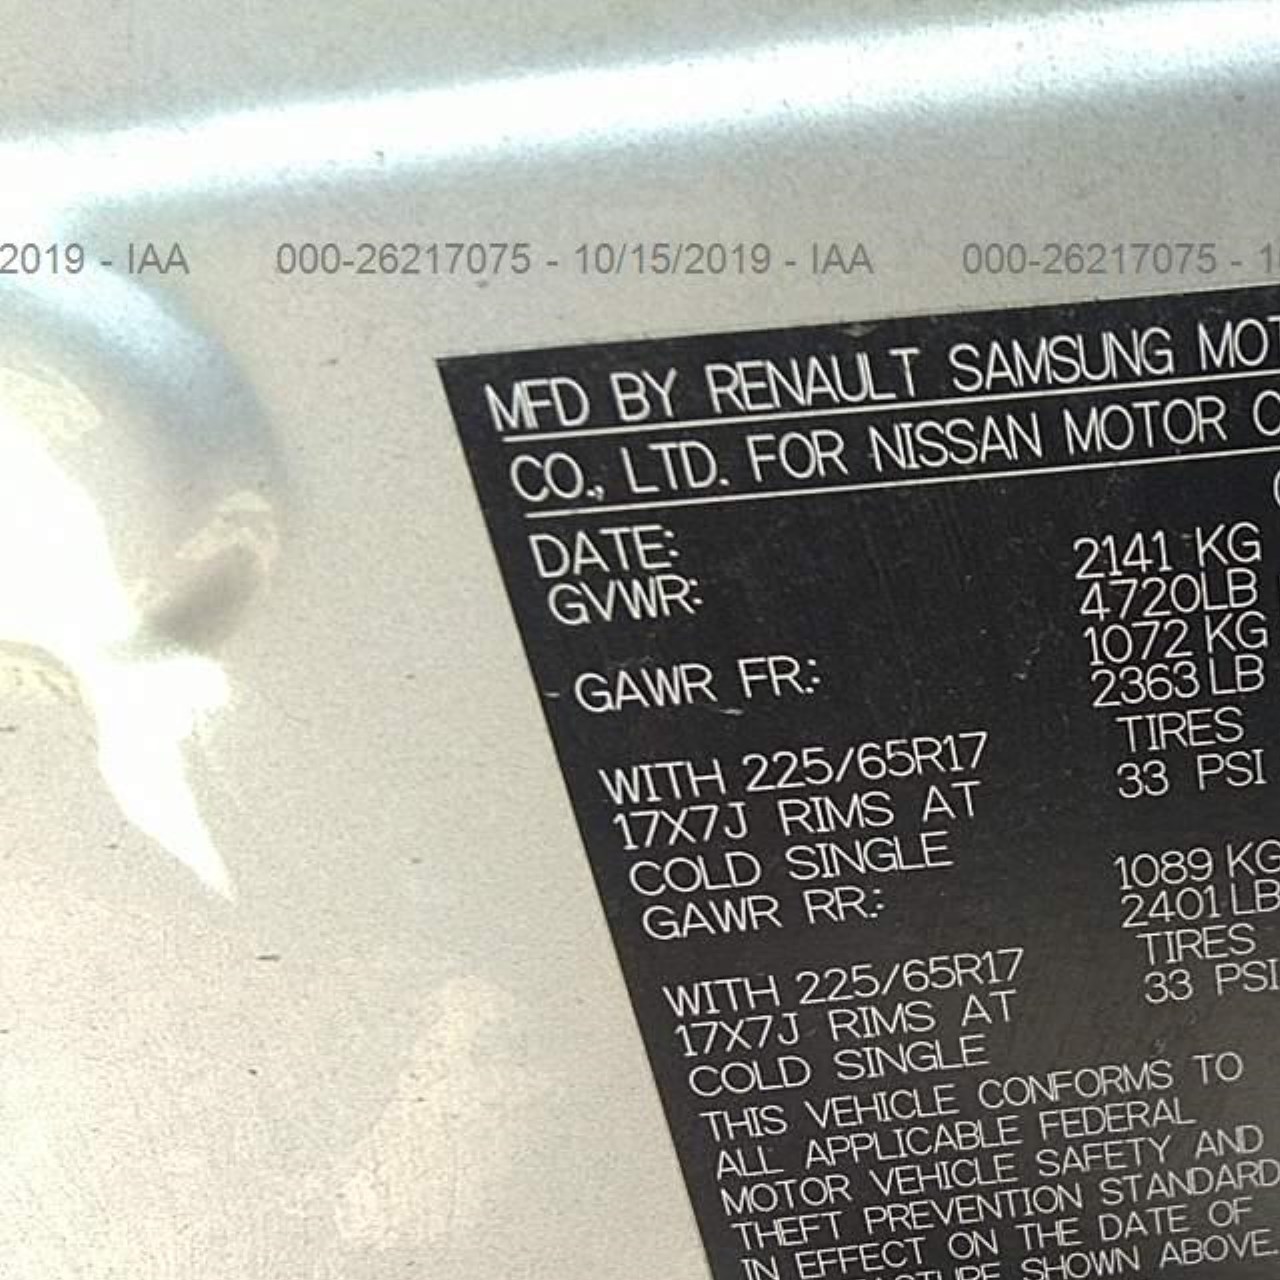 2019 - IAA 000-26217075 - 10/15/2019 - IAA 000-26217075 - 1
MFD BY RENAULT SAMSUNG MOT
CO., LTD. FOR NISSAN MOTOR C
DATE:
GVWR: 2141 KG
4720LB
GAWR FR.: 1072 KG
2363 LB
WITH 225/65R17 TIRES
17X7J RIMS AT 33 PSI
COLD SINGLE
GAWR RR.: 1089 KG
2401 LB
WITH 225/65R17 TIRES
17X7J RIMS AT 33 PSI
COLD SINGLE
THIS VEHICLE CONFORMS TO
ALL APPLICABLE FEDERAL
MOTOR VEHICLE SAFETY AND
THEFT PREVENTION STANDARD
IN EFFECT ON THE DATE OF
SHOWN ABOVE.